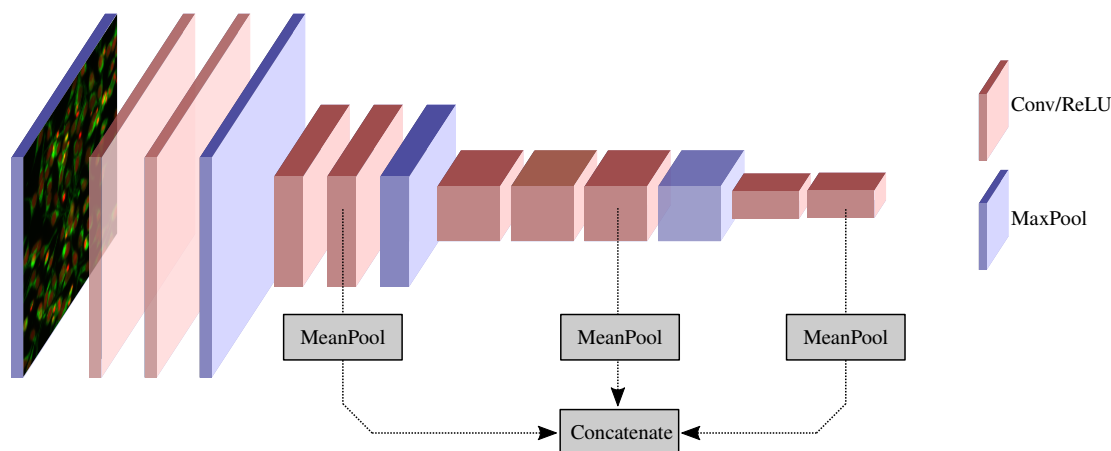 Conv/ReLU
MaxPool
MeanPool
MeanPool
MeanPool
Concatenate